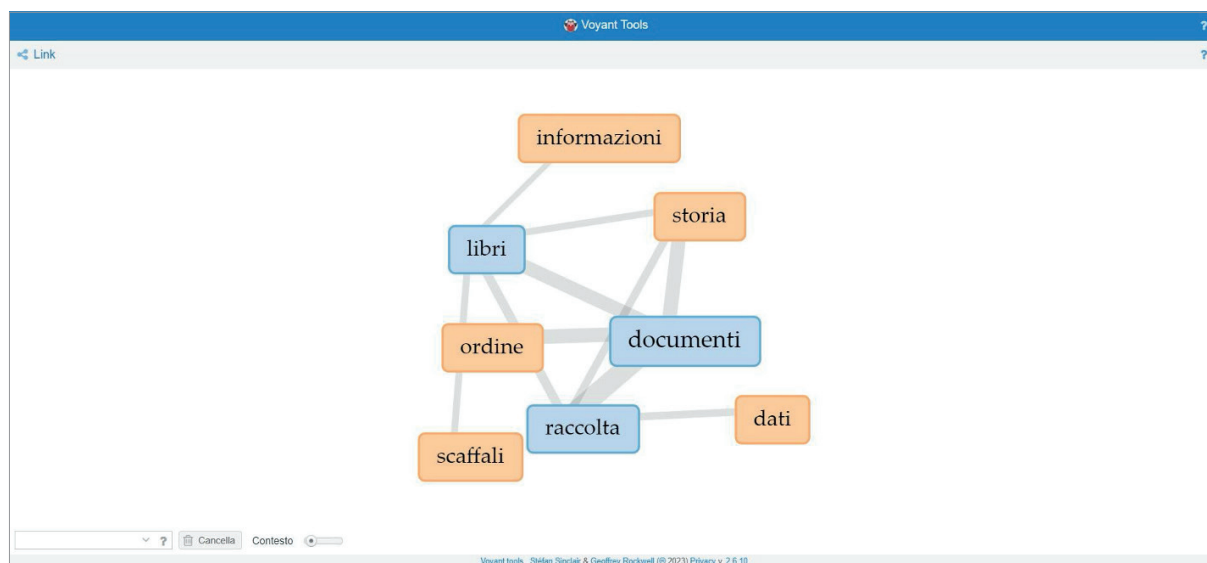 Voyant Tools
?
Link
?
informazioni
storia
libri
documenti
ordine
dati
raccolta
scaffali
? Cancella Contesto
Voyant tools , Stéfan Sinclair & Geoffrey Rockwell (© 2023) Privacy v. 2.6.10